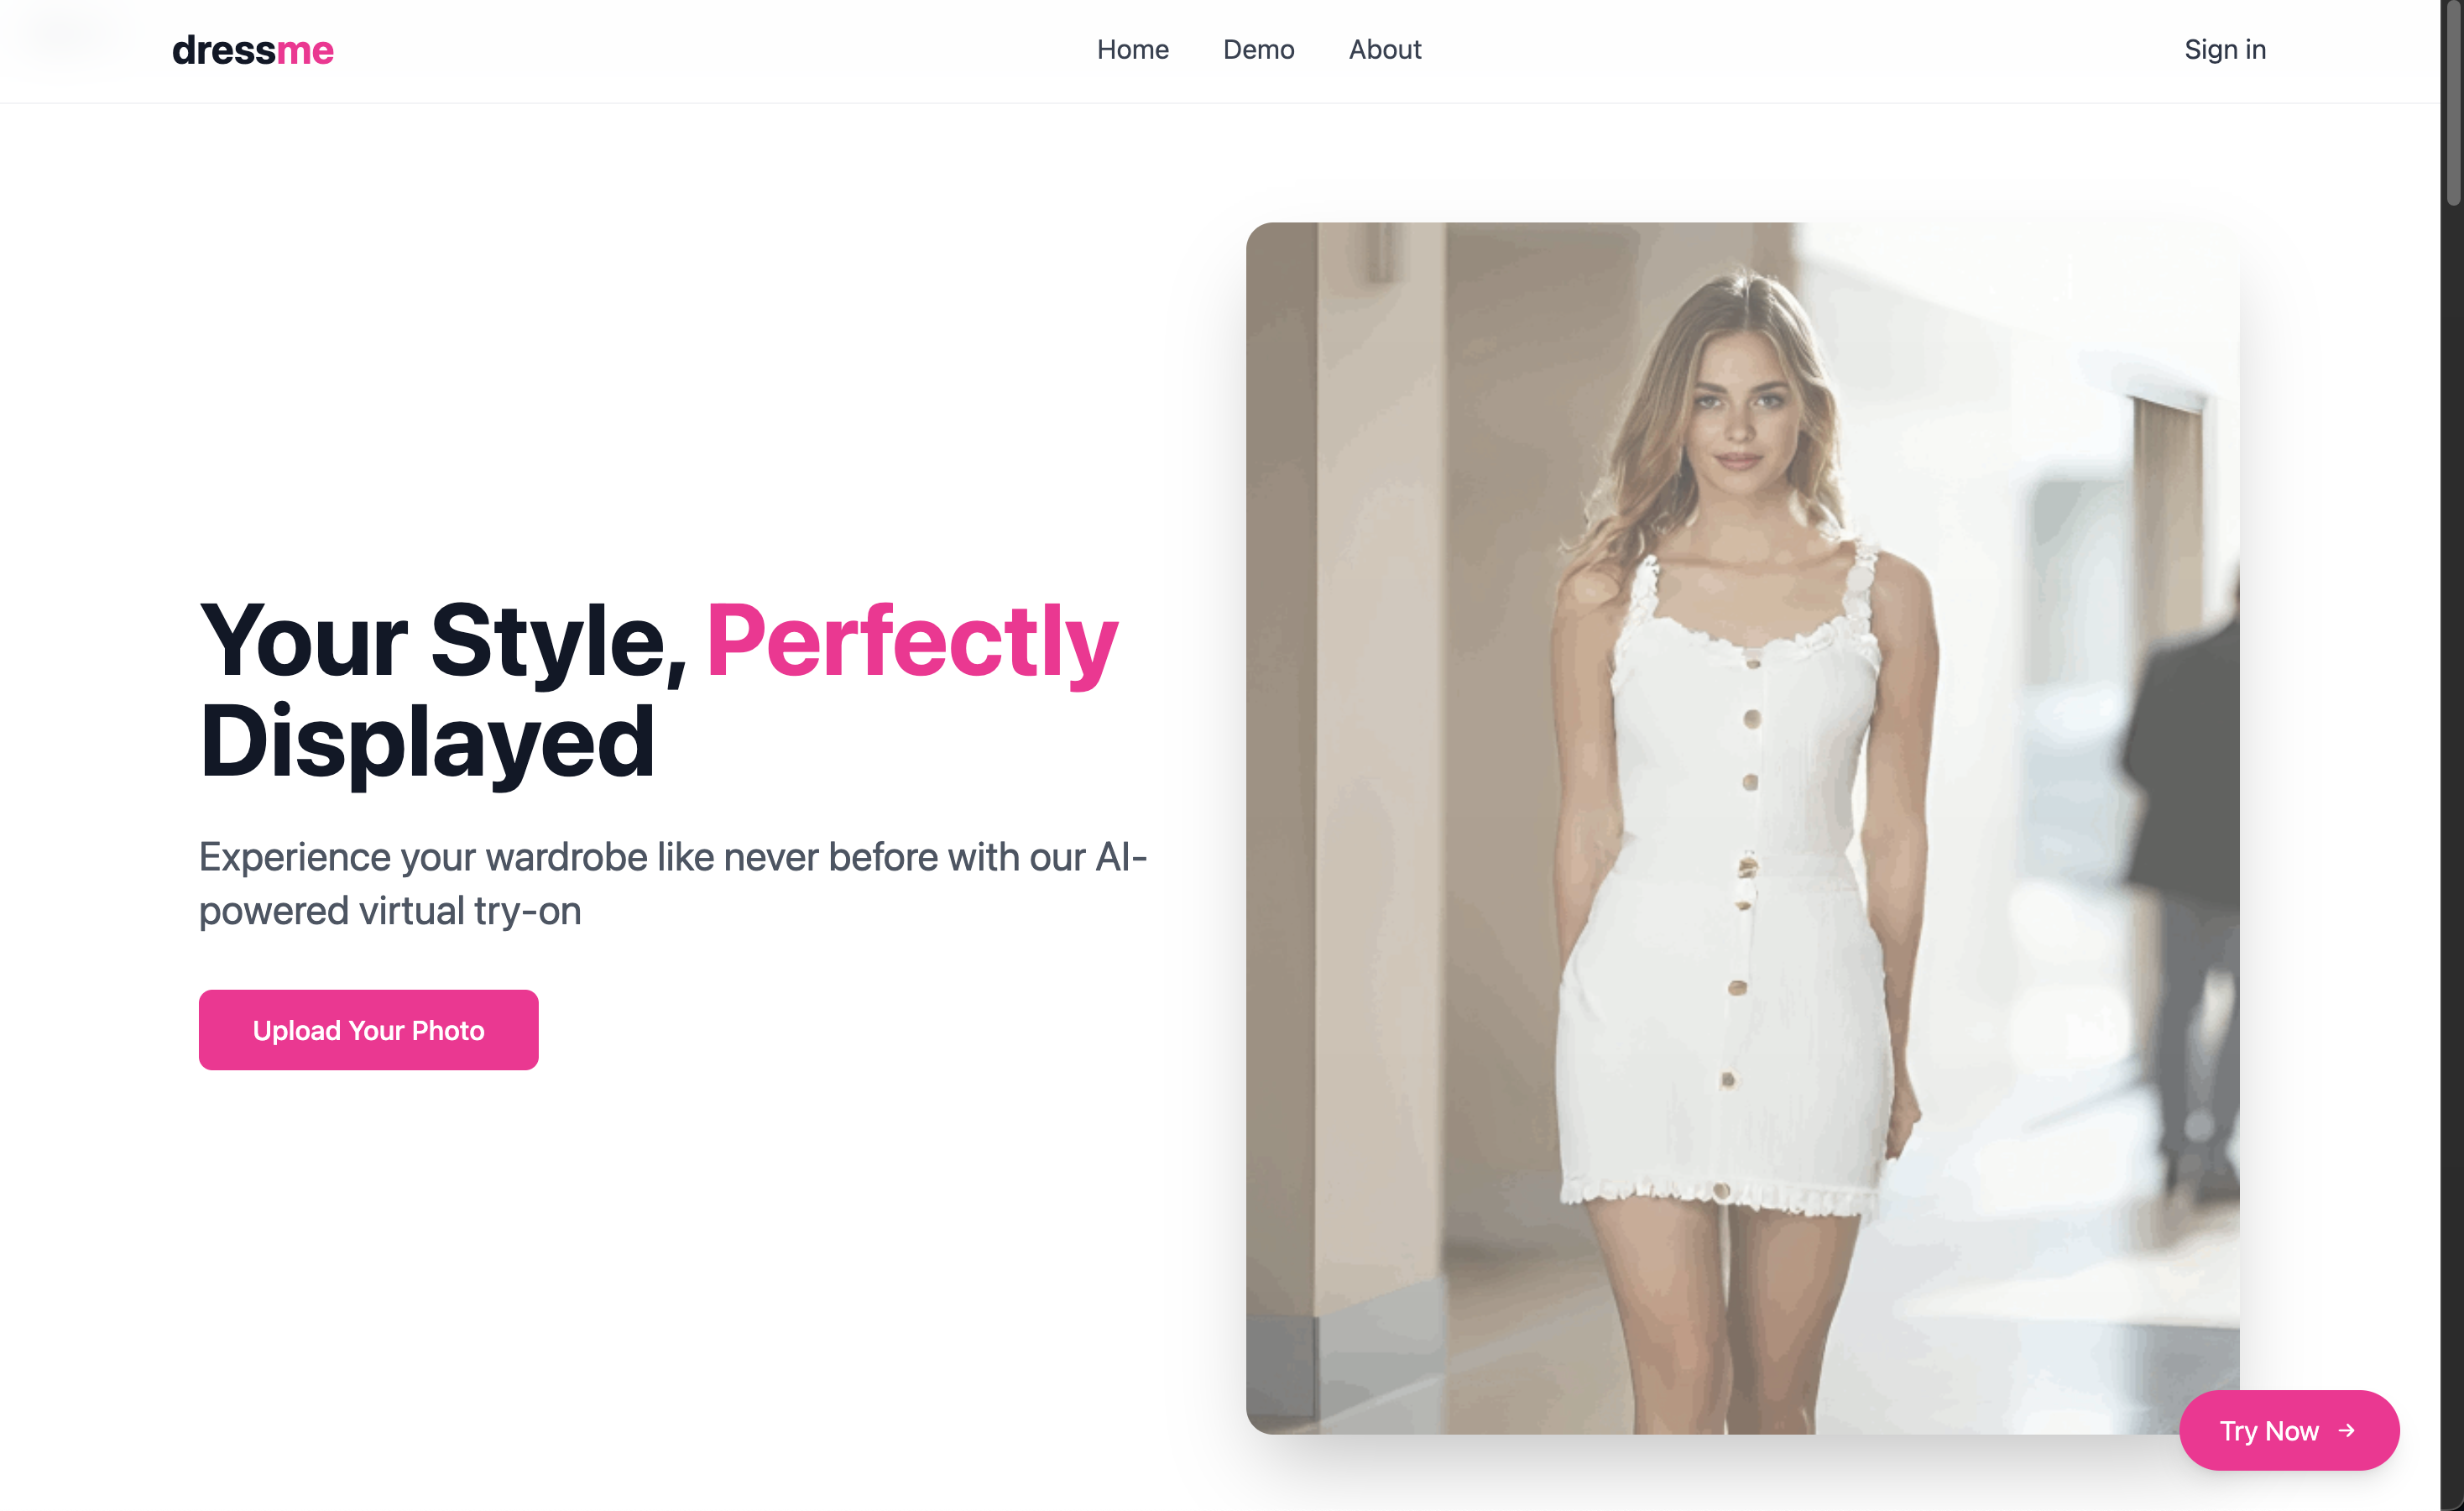 dressme
Home
Demo
About
Sign in
Your Style, Perfectly
Displayed
Experience your wardrobe like never before with our AI-
powered virtual try-on
Upload Your Photo
Try Now →